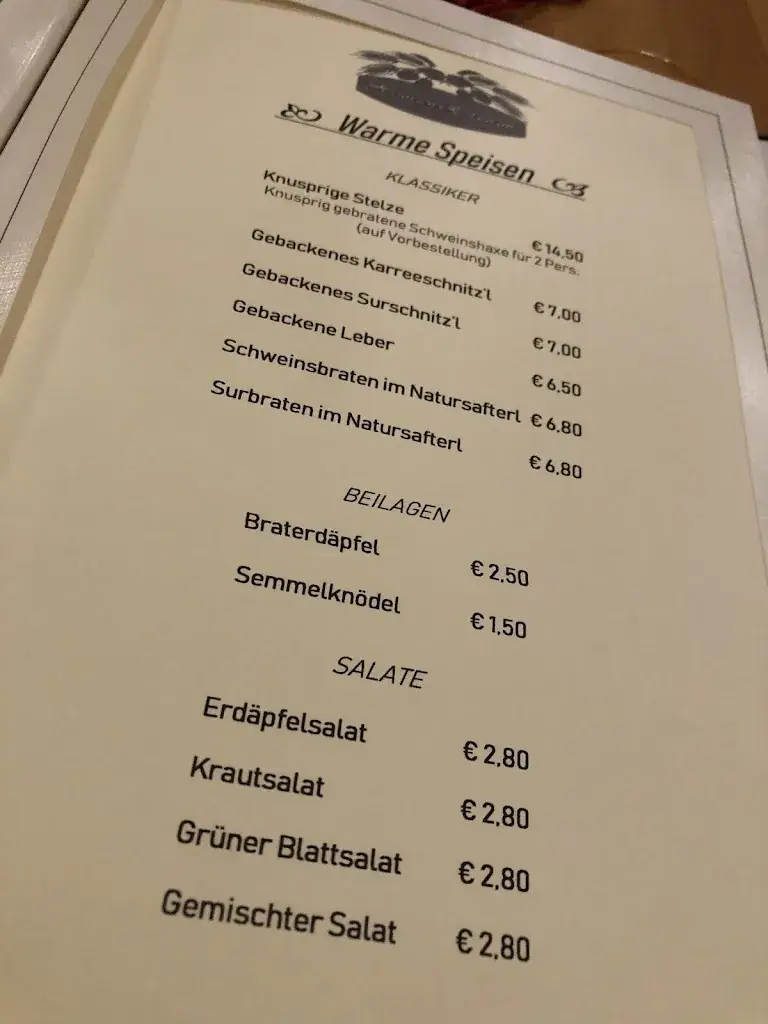 Warme Speisen
KLASSIKER
Knusprige Stelze € 14,50
Knusprig gebratene Schweinshaxe für 2 Pers.
(auf Vorbestellung)
Gebackenes Karreeschnitz'l € 7,00
Gebackenes Surschnitz'l € 7,00
Gebackene Leber € 6,50
Schweinsbraten im Natursafterl € 6,80
Surbraten im Natursafterl € 6,80
BEILAGEN
Braterdäpfel € 2,50
Semmelknödel € 1,50
SALATE
Erdäpfelsalat € 2,80
Krautsalat € 2,80
Grüner Blattsalat € 2,80
Gemischter Salat € 2,80